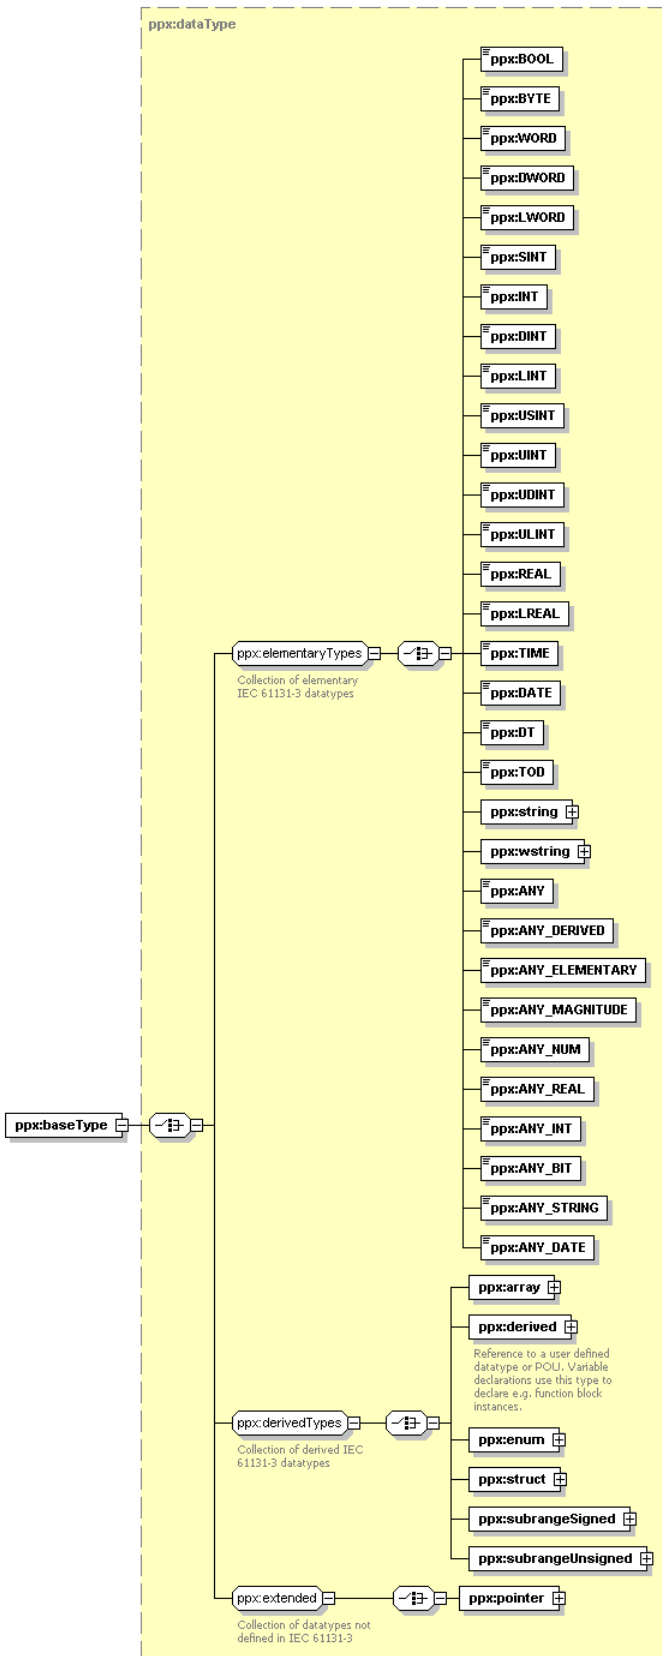 ppx:dataType
ppx:BOOL
ppx:BYTE
ppx:WORD
ppx:DWORD
ppx:LWORD
ppx:SINT
ppx:INT
ppx:DINT
ppx:LINT
ppx:USINT
ppx:UINT
ppx:UDINT
ppx:ULINT
ppx:REAL
ppx:LREAL
ppx:elementaryTypes
Collection of elementary
IEC 61131-3 datatypes
ppx:TIME
ppx:DATE
ppx:DT
ppx:TOD
ppx:string
ppx:wstring
ppx:ANY
ppx:ANY_DERIVED
ppx:ANY_ELEMENTARY
ppx:ANY_MAGNITUDE
ppx:ANY_NUM
ppx:ANY_REAL
ppx:baseType
ppx:ANY_INT
ppx:ANY_BIT
ppx:ANY_STRING
ppx:ANY_DATE
ppx:array
ppx:derived
Reference to a user defined
datatype or POU. Variable
declarations use this type to
declare e.g. function block
instances.
ppx:derivedTypes
Collection of derived IEC
61131-3 datatypes
ppx:enum
ppx:struct
ppx:subrangeSigned
ppx:subrangeUnsigned
ppx:extended
Collection of datatypes not
defined in IEC 61131-3
ppx:pointer